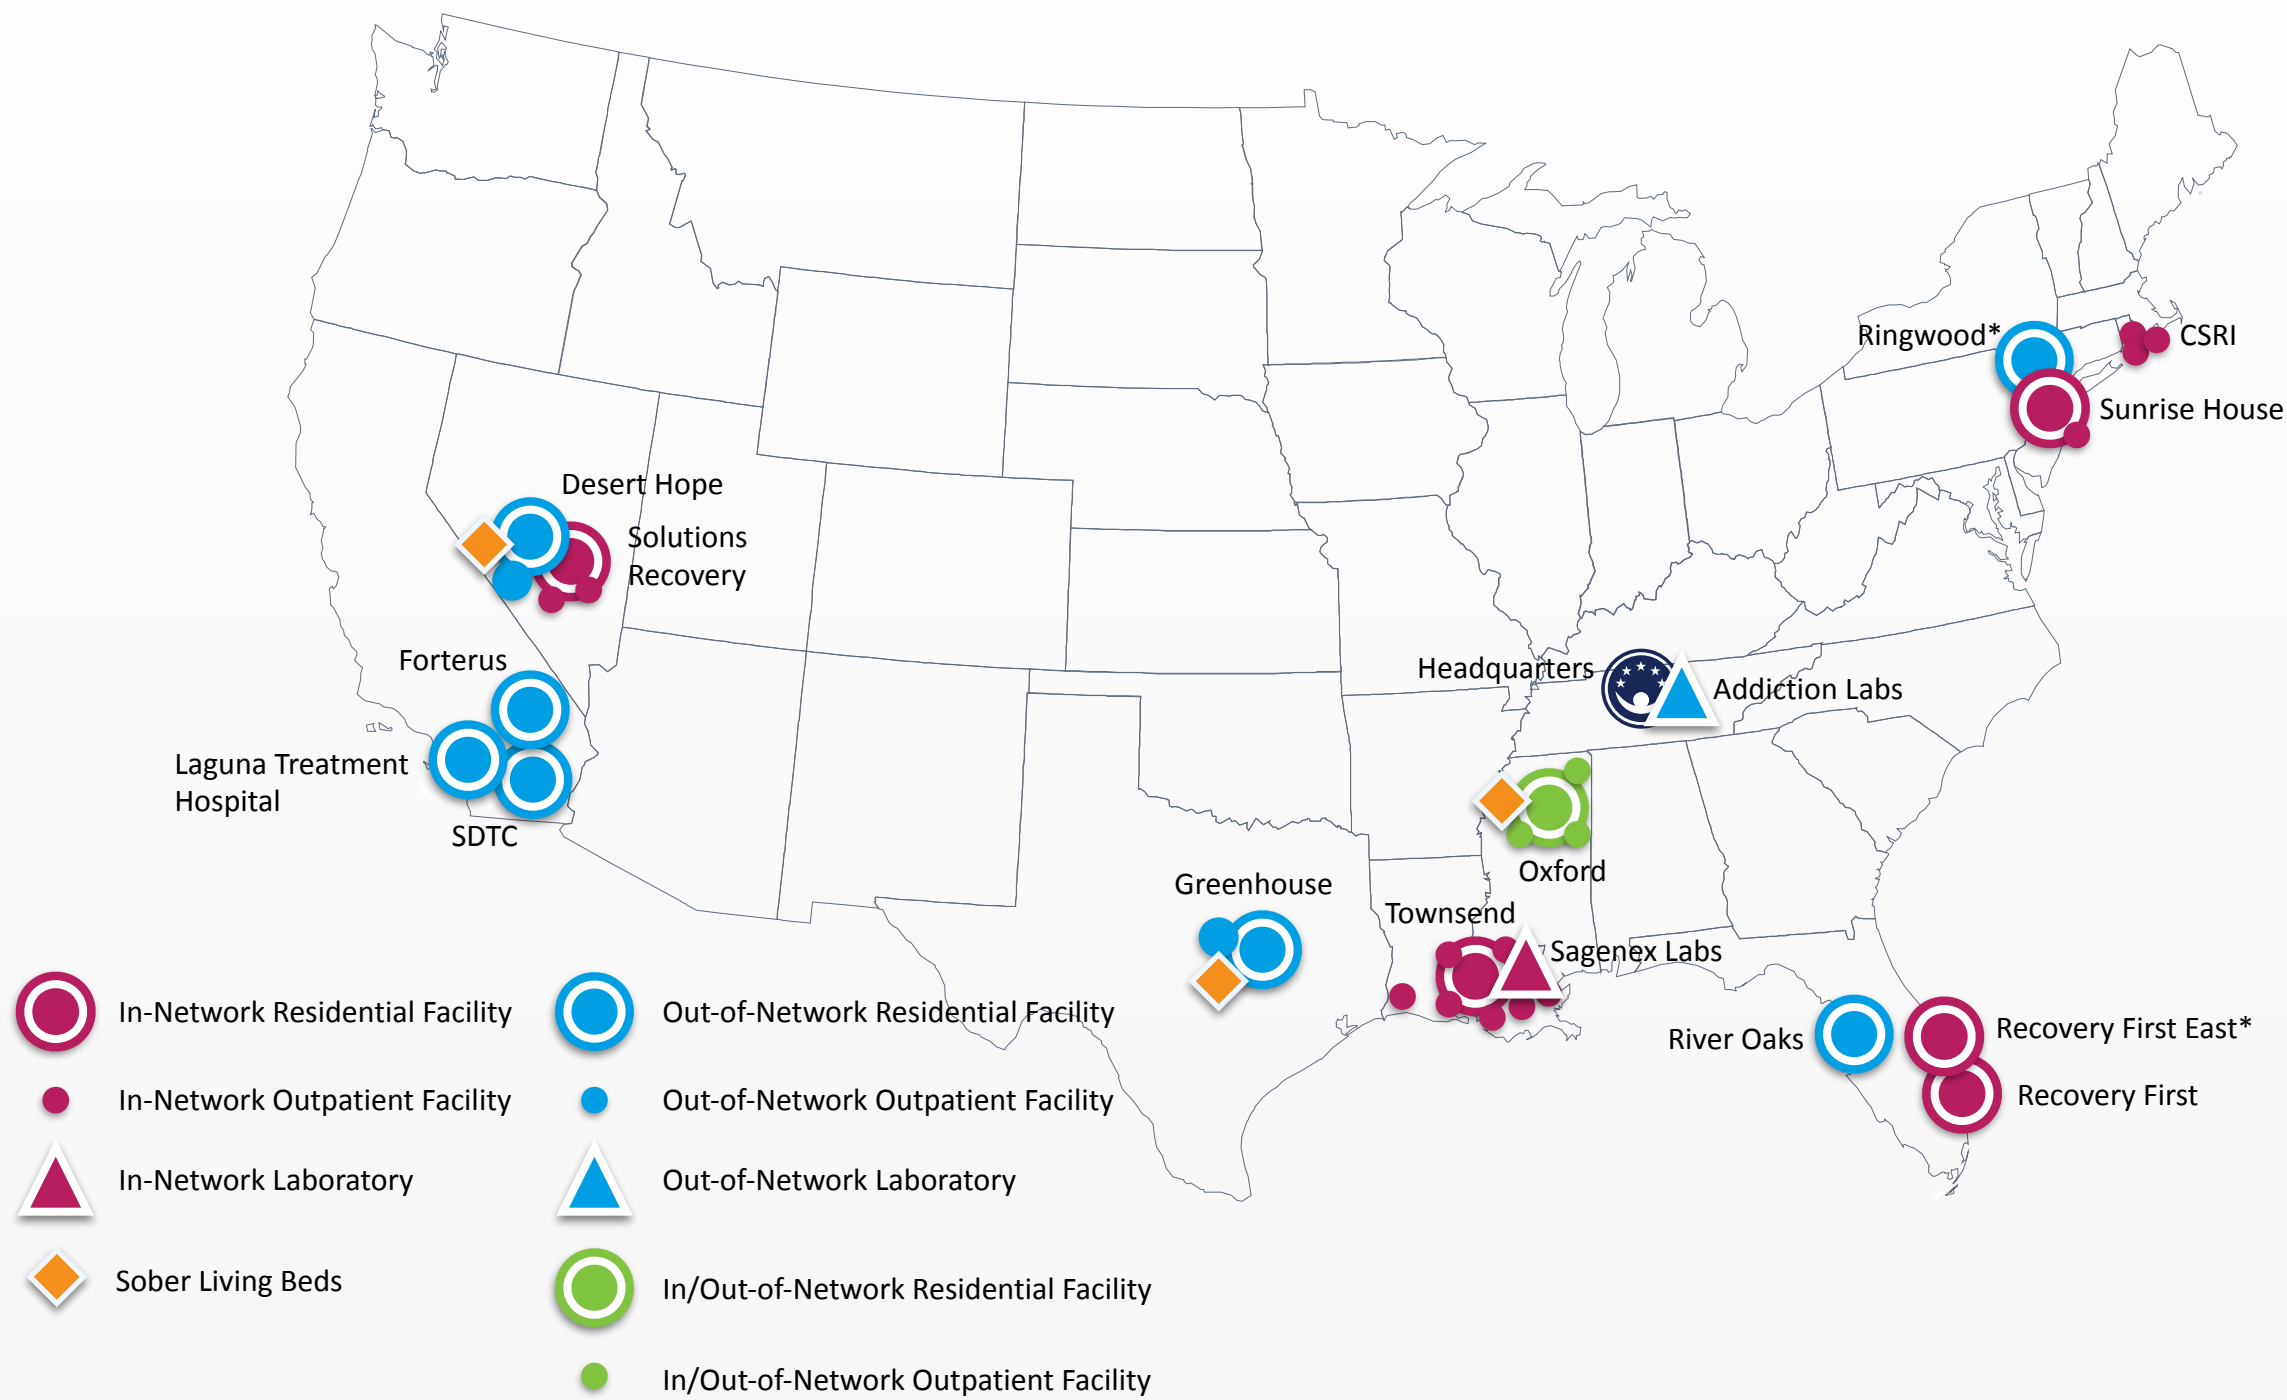 Ringwood*
CSRI
Sunrise House
Desert Hope
Solutions
Recovery
Forterus
Headquarters
Addiction Labs
Laguna Treatment
Hospital
SDTC
Oxford
Greenhouse
Townsend
Sagenex Labs
River Oaks
Recovery First East*
Recovery First
In-Network Residential Facility
Out-of-Network Residential Facility
In-Network Outpatient Facility
Out-of-Network Outpatient Facility
In-Network Laboratory
Out-of-Network Laboratory
Sober Living Beds
In/Out-of-Network Residential Facility
In/Out-of-Network Outpatient Facility